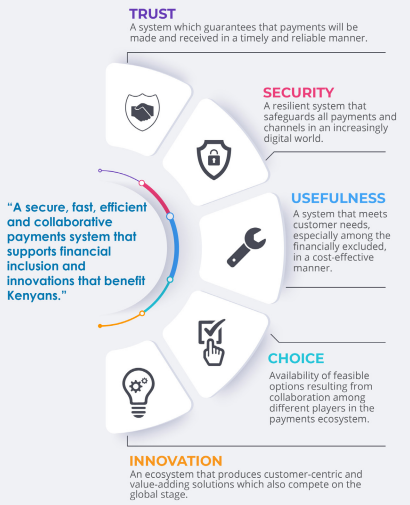 TRUST
A system which guarantees that payments will be
made and received in a timely and reliable manner.
SECURITY
A resilient system that
safeguards all payments and
channels in an increasingly
digital world.
“A secure, fast, efficient
and collaborative
payments system that
supports financial
inclusion and
innovations that benefit
Kenyans.”
USEFULNESS
A system that meets
customer needs,
especially among the
financially excluded,
in a cost-effective
manner.
CHOICE
Availability of feasible
options resulting from
collaboration among
different players in the
payments ecosystem.
INNOVATION
An ecosystem that produces customer-centric and
value-adding solutions which also compete on the
global stage.